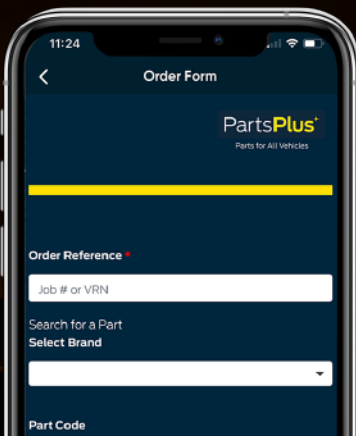 11:24
Order Form
PartsPlus+
Parts for All Vehicles
Order Reference *
Job # or VRN
Search for a Part
Select Brand
Part Code